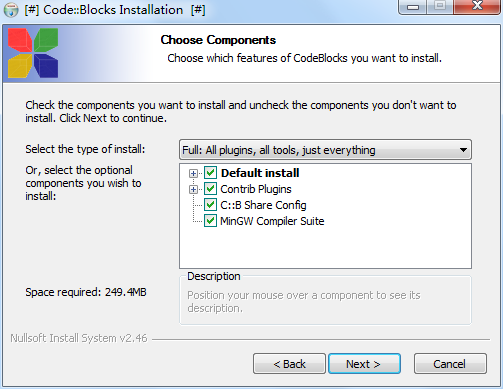 [#] Code::Blocks Installation [#]
Choose Components
Choose which features of CodeBlocks you want to install.
Check the components you want to install and uncheck the components you don't want to
install. Click Next to continue.
Select the type of install:
Full: All plugins, all tools, just everything
Or, select the optional
components you wish to
install:
Default install
Contrib Plugins
C::B Share Config
MinGW Compiler Suite
Space required: 249.4MB
Description
Position your mouse over a component to see its
description.
Nullsoft Install System v2.46
< Back
Next >
Cancel